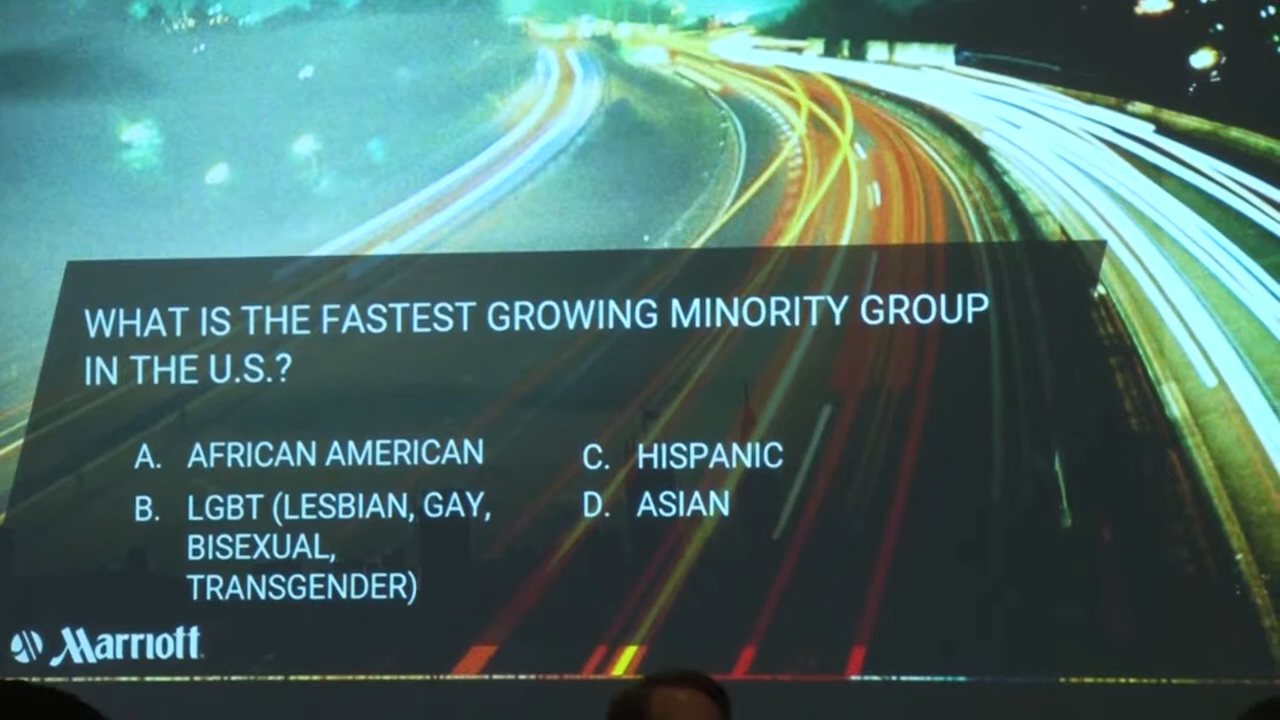 WHAT IS THE FASTEST GROWING MINORITY GROUP
IN THE U.S.?
A. AFRICAN AMERICAN
B. LGBT (LESBIAN, GAY,
BISEXUAL,
TRANSGENDER)
C. HISPANIC
D. ASIAN
Marriott